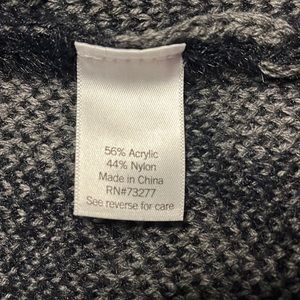 56% Acrylic
44% Nylon
Made in China
RN#73277
See reverse for care